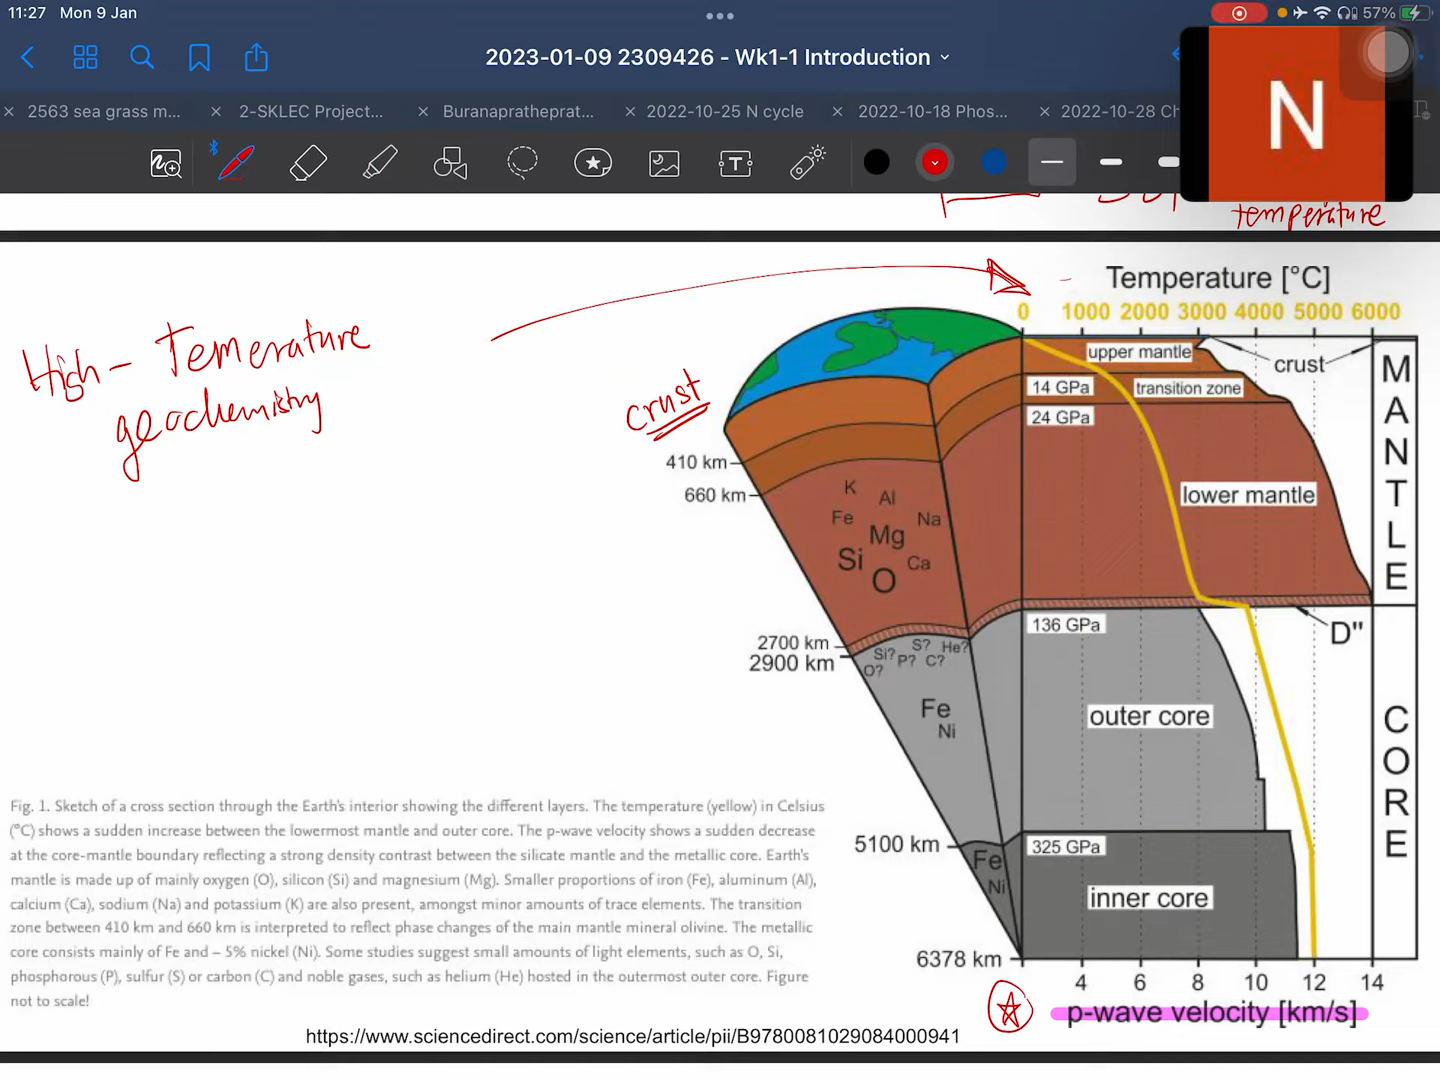 11:27 Mon 9 Jan
57%
2023-01-09 2309426 - Wk1-1 Introduction
2563 sea grass m...
2-SKLEC Project...
Buranapratheprat...
2022-10-25 N cycle
2022-10-18 Phos...
2022-10-28 Ch
N
temperature
High- Temerature
geochemistry
crust
Temperature [°C]
0 1000 2000 3000 4000 5000 6000
upper mantle
crust
14 GPa
transition zone
24 GPa
lower mantle
MANTLE
410 km
660 km
K
Al
Fe
Na
Mg
Si
Ca
O
2700 km
2900 km
136 GPa
D"
S? He?
Si? P? C?
O?
Fe
Ni
outer core
CORE
5100 km
325 GPa
Fe
Ni
inner core
6378 km
4 6 8 10 12 14
p-wave velocity [km/s]
Fig. 1. Sketch of a cross section through the Earth's interior showing the different layers. The temperature (yellow) in Celsius
(°C) shows a sudden increase between the lowermost mantle and outer core. The p-wave velocity shows a sudden decrease
at the core-mantle boundary reflecting a strong density contrast between the silicate mantle and the metallic core. Earth's
mantle is made up of mainly oxygen (O), silicon (Si) and magnesium (Mg). Smaller proportions of iron (Fe), aluminum (Al),
calcium (Ca), sodium (Na) and potassium (K) are also present, amongst minor amounts of trace elements. The transition
zone between 410 km and 660 km is interpreted to reflect phase changes of the main mantle mineral olivine. The metallic
core consists mainly of Fe and ~ 5% nickel (Ni). Some studies suggest small amounts of light elements, such as O, Si,
phosphorous (P), sulfur (S) or carbon (C) and noble gases, such as helium (He) hosted in the outermost outer core. Figure
not to scale!
https://www.sciencedirect.com/science/article/pii/B9780081029084000941